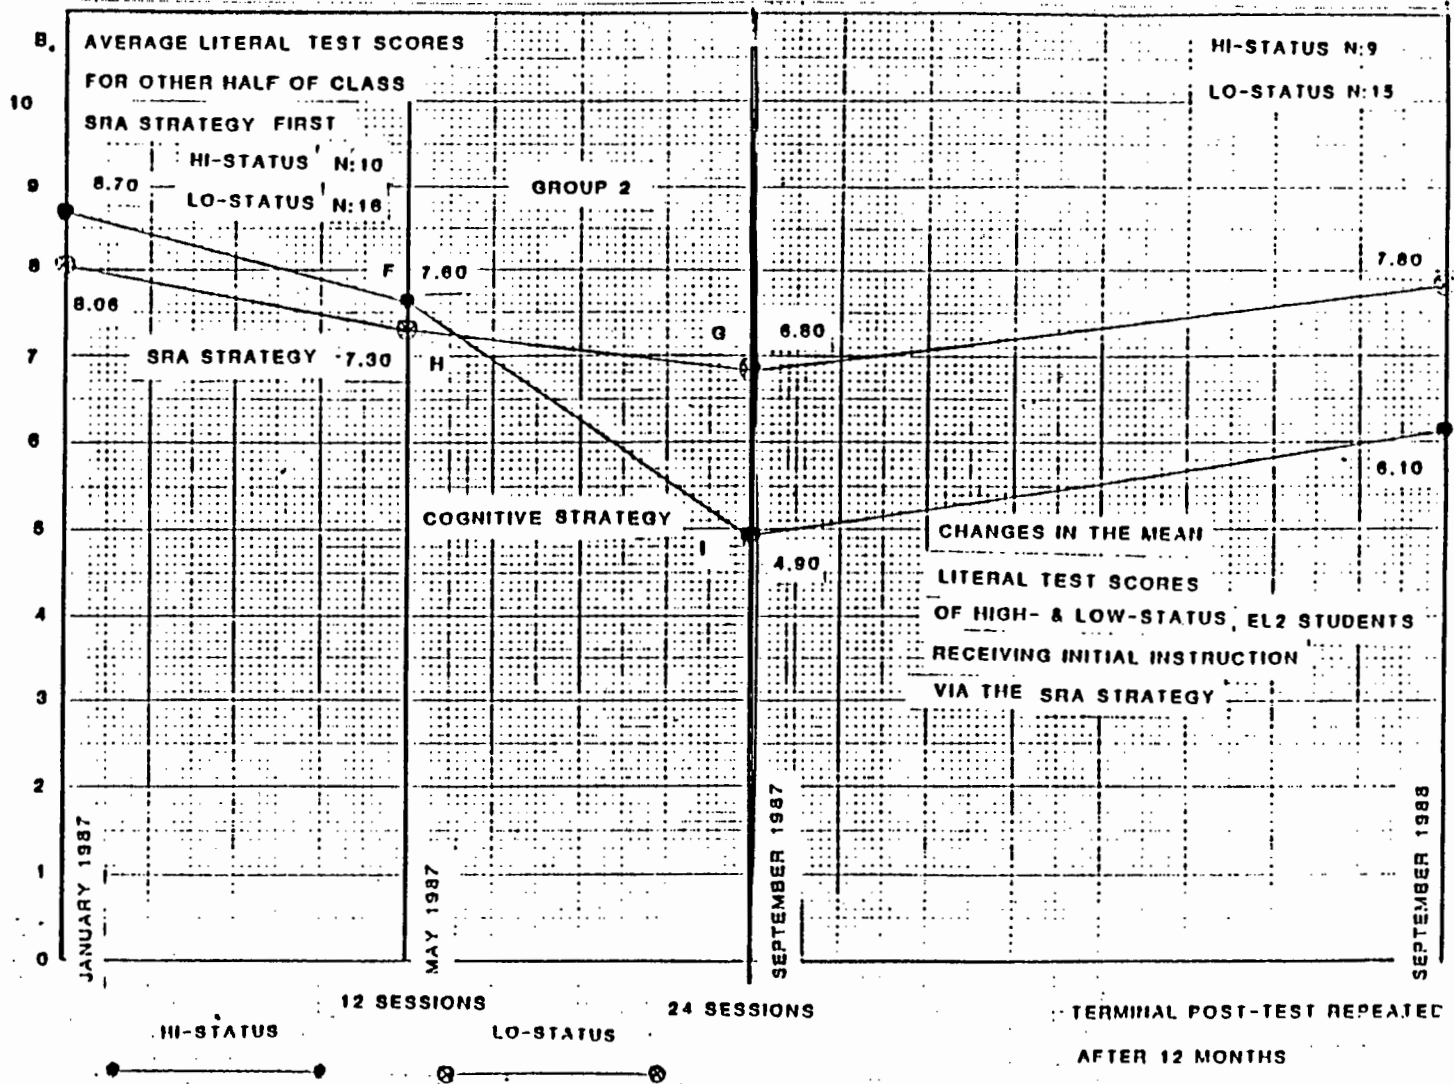 B. AVERAGE LITERAL TEST SCORES
FOR OTHER HALF OF CLASS
SRA STRATEGY FIRST
HI-STATUS N:10
LO-STATUS N:16
HI-STATUS N:9
LO-STATUS N:15
GROUP 2
10
9
8
7
6
5
4
3
2
1
0
8.70
8.06
F 7.60
7.30
H
SRA STRATEGY
G 6.80
7.80
6.10
COGNITIVE STRATEGY
I
4.90
CHANGES IN THE MEAN
LITERAL TEST SCORES
OF HIGH- & LOW-STATUS, EL2 STUDENTS
RECEIVING INITIAL INSTRUCTION
VIA THE SRA STRATEGY
JANUARY 1987
MAY 1987
SEPTEMBER 1987
SEPTEMBER 1988
12 SESSIONS
24 SESSIONS
TERMINAL POST-TEST REPEATED
AFTER 12 MONTHS
HI-STATUS
LO-STATUS